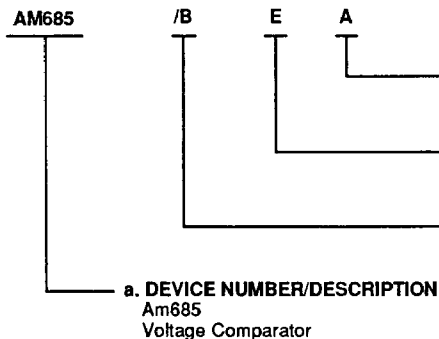 AM685 /B E A
a. DEVICE NUMBER/DESCRIPTION
Am685
Voltage Comparator